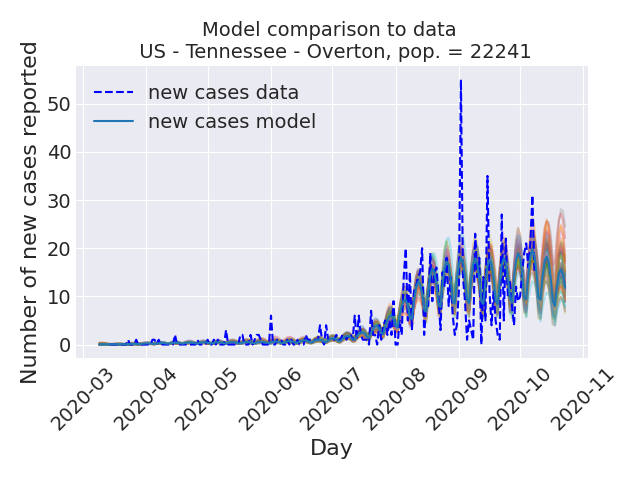 Model comparison to data
US - Tennessee - Overton, pop. = 22241
Number of new cases reported
50
40
30
20
10
0
new cases data
new cases model
2020-03
2020-04
2020-05
2020-06
2020-07
2020-08
2020-09
2020-10
2020-11
Day